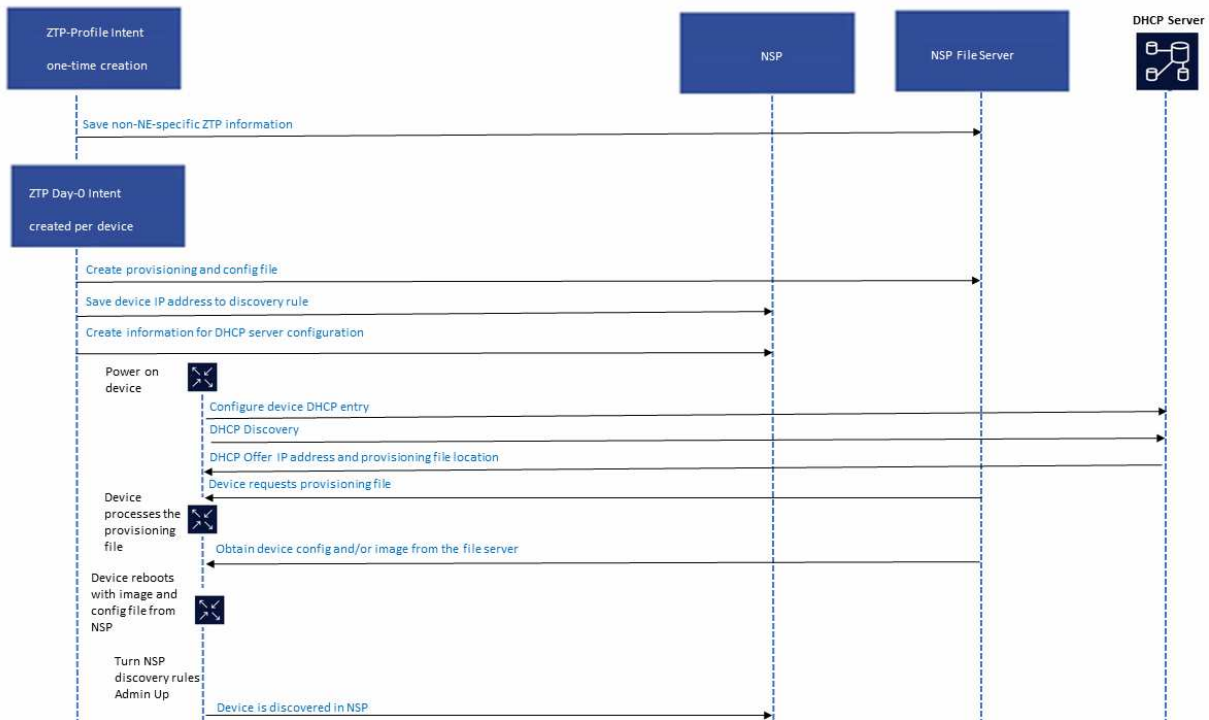 DHCP Server
ZTP-Profile Intent
one-time creation
NSP
NSP File Server
Save non-NE-specific ZTP information
ZTP Day-0 Intent
created per device
Create provisioning and config file
Save device IP address to discovery rule
Create information for DHCP server configuration
Power on
device
Configure device DHCP entry
DHCP Discovery
DHCP Offer IP address and provisioning file location
Device requests provisioning file
Device
processes the
provisioning
file
Obtain device config and/or image from the file server
Device reboots
with image and
config file from
NSP
Turn NSP
discovery rules
Admin Up
Device is discovered in NSP